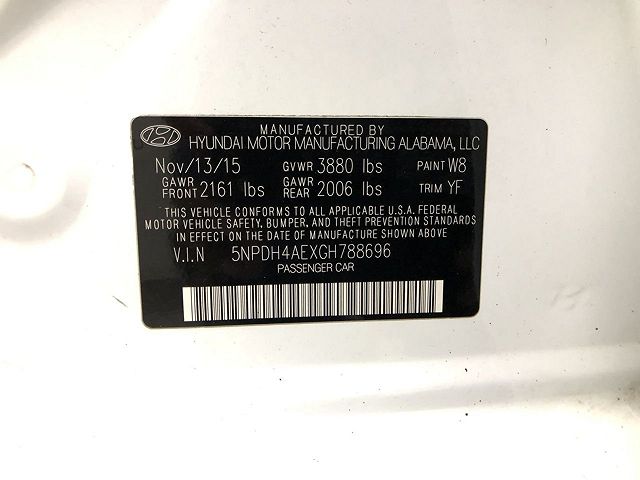 MANUFACTURED BY
HYUNDAI MOTOR MANUFACTURING ALABAMA, LLC
Nov/13/15 GVWR 3880 lbs PAINT W8
GAWR FRONT 2161 lbs GAWR REAR 2006 lbs TRIM YF
THIS VEHICLE CONFORMS TO ALL APPLICABLE U.S.A. FEDERAL
MOTOR VEHICLE SAFETY, BUMPER, AND THEFT PREVENTION STANDARDS
IN EFFECT ON THE DATE OF MANUFACTURE SHOWN ABOVE
V.I.N 5NPDH4AEXGH788696
PASSENGER CAR